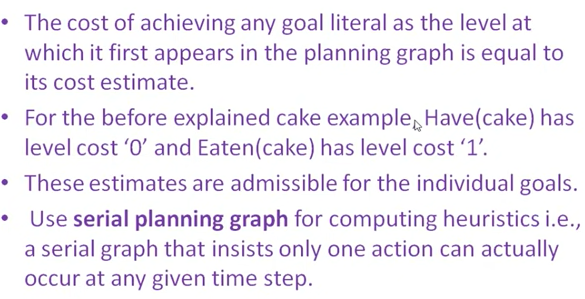 • The cost of achieving any goal literal as the level at
which it first appears in the planning graph is equal to
its cost estimate.
• For the before explained cake example, Have(cake) has
level cost ‘0’ and Eaten(cake) has level cost ‘1’.
• These estimates are admissible for the individual goals.
• Use serial planning graph for computing heuristics i.e.,
a serial graph that insists only one action can actually
occur at any given time step.